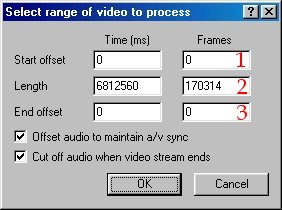 Select range of video to process
Time (ms) Frames
Start offset 0 0 1
Length 6812560 170314 2
End offset 0 0 3
Offset audio to maintain a/v sync
Cut off audio when video stream ends
OK Cancel